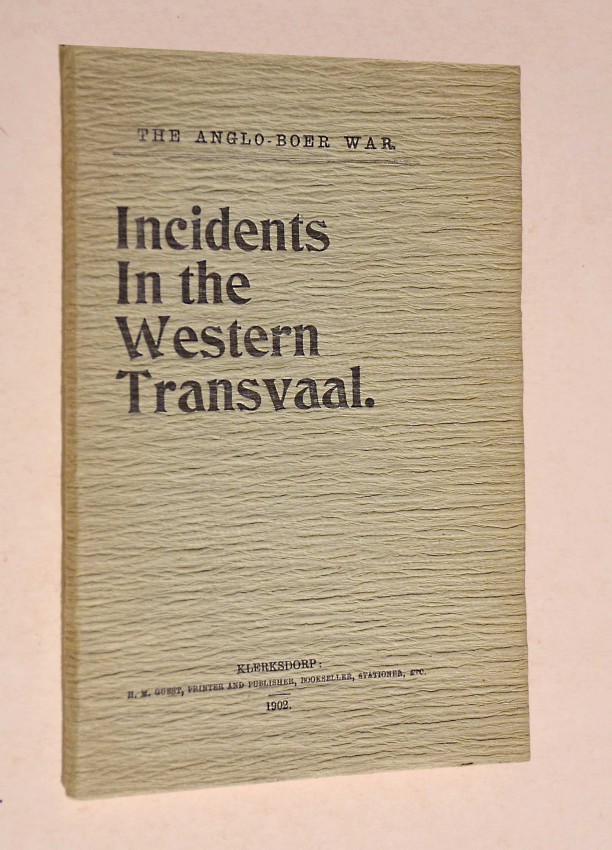 THE ANGLO-BOER WAR.
Incidents
In the
Western
Transvaal.
KLERKSDORP:
H. M. GUEST, PRINTER AND PUBLISHER, BOOKSELLER, STATIONER, ETC.
1902.